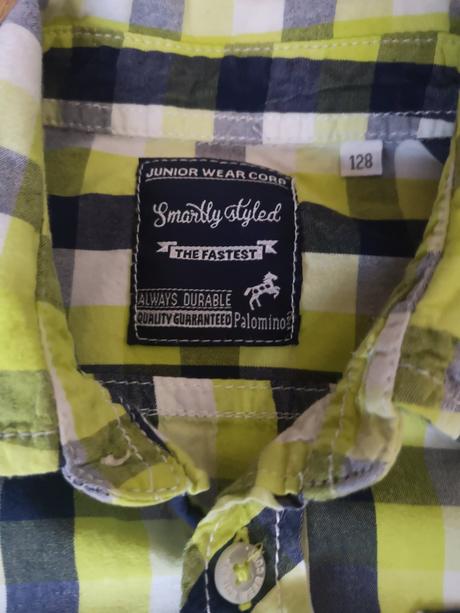 JUNIOR WEAR CORP
128
Smartly styled
THE FASTEST
ALWAYS DURABLE
QUALITY GUARANTEED Palomino